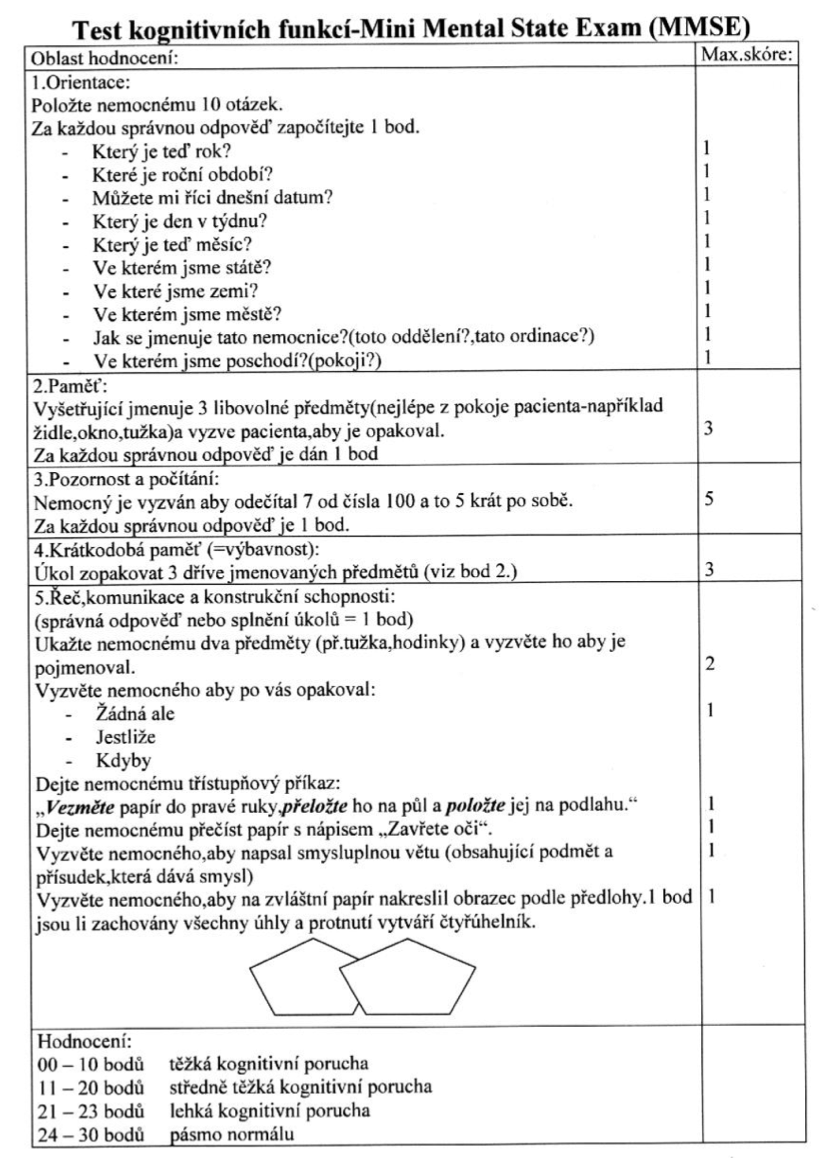 Test kognitivních funkcí-Mini Mental State Exam (MMSE)
Oblast hodnocení: Max.skóre:
1.Orientace:
Položte nemocnému 10 otázek.
Za každou správnou odpověď započítejte 1 bod.
- Který je teď rok? 1
- Které je roční období? 1
- Můžete mi říci dnešní datum? 1
- Který je den v týdnu? 1
- Který je teď měsíc? 1
- Ve kterém jsme státě? 1
- Ve které jsme zemi? 1
- Ve kterém jsme městě? 1
- Jak se jmenuje tato nemocnice?(toto oddělení?,tato ordinace?) 1
- Ve kterém jsme poschodí?(pokoji?) 1
2.Paměť:
Vyšetřující jmenuje 3 libovolné předměty(nejlépe z pokoje pacienta-například
židle,okno,tužka)a vyzve pacienta,aby je opakoval. 3
Za každou správnou odpověď je dán 1 bod
3.Pozornost a počítání:
Nemocný je vyzván aby odečítal 7 od čísla 100 a to 5 krát po sobě. 5
Za každou správnou odpověď je 1 bod.
4.Krátkodobá paměť (=výbavnost):
Úkol zopakovat 3 dříve jmenovaných předmětů (viz bod 2.) 3
5.Řeč,komunikace a konstrukční schopnosti:
(správná odpověď nebo splnění úkolů = 1 bod)
Ukažte nemocnému dva předměty (př.tužka,hodinky) a vyzvěte ho aby je
pojmenoval. 2
Vyzvěte nemocného aby po vás opakoval:
- Žádná ale 1
- Jestliže
- Kdyby
Dejte nemocnému třístupňový příkaz:
„Vezměte papír do pravé ruky,přeložte ho na půl a položte jej na podlahu.“ 1
Dejte nemocnému přečíst papír s nápisem „Zavřete oči“. 1
Vyzvěte nemocného,aby napsal smysluplnou větu (obsahující podmět a 1
přísudek,která dává smysl)
Vyzvěte nemocného,aby na zvláštní papír nakreslil obrazec podle předlohy.1 bod 1
jsou li zachovány všechny úhly a protnutí vytváří čtyřúhelník.
Hodnocení:
00 – 10 bodů těžká kognitivní porucha
11 – 20 bodů středně těžká kognitivní porucha
21 – 23 bodů lehká kognitivní porucha
24 – 30 bodů pásmo normálu